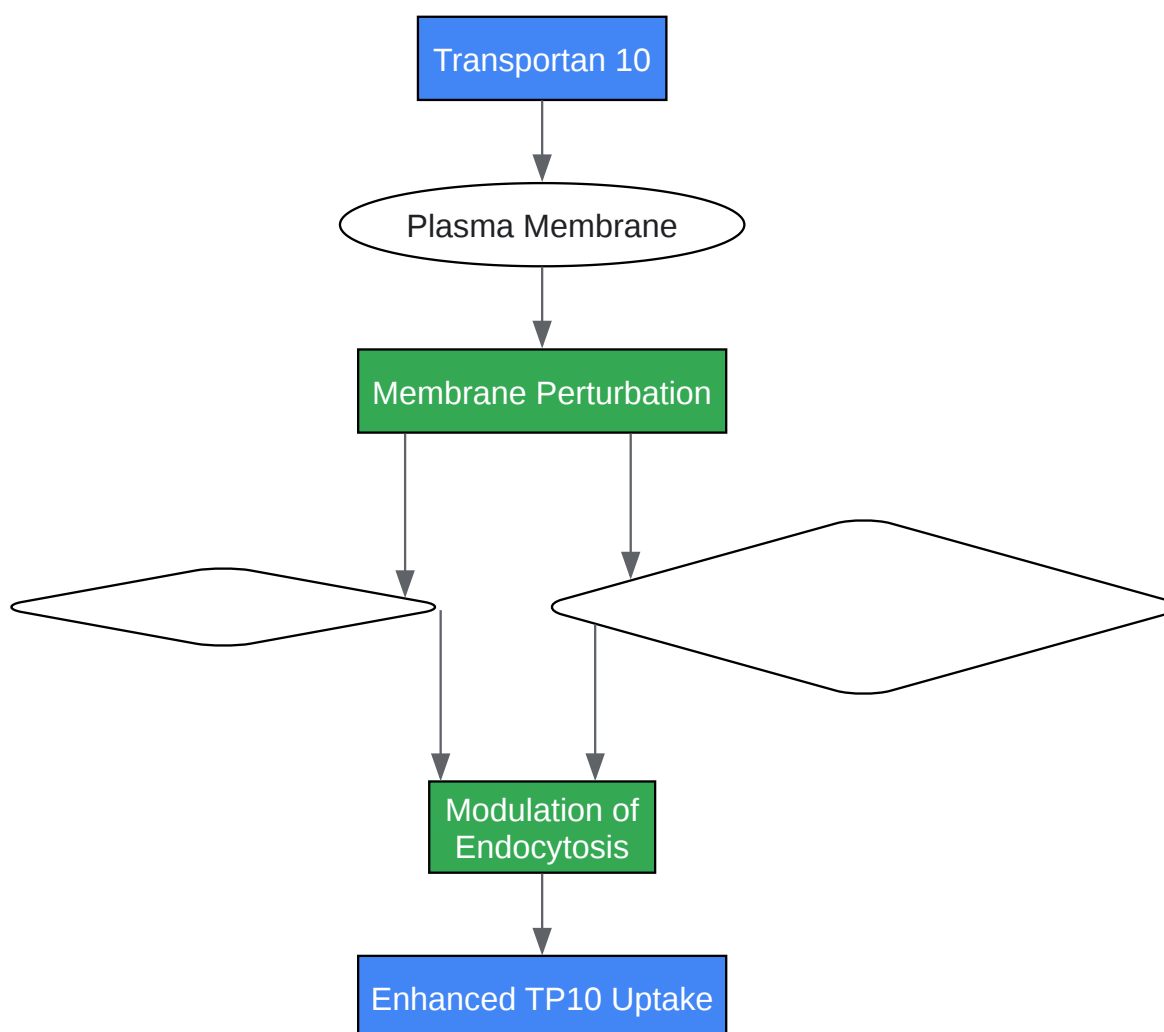 Transportan 10
Plasma Membrane
Membrane Perturbation
Modulation of
Endocytosis
Enhanced TP10 Uptake